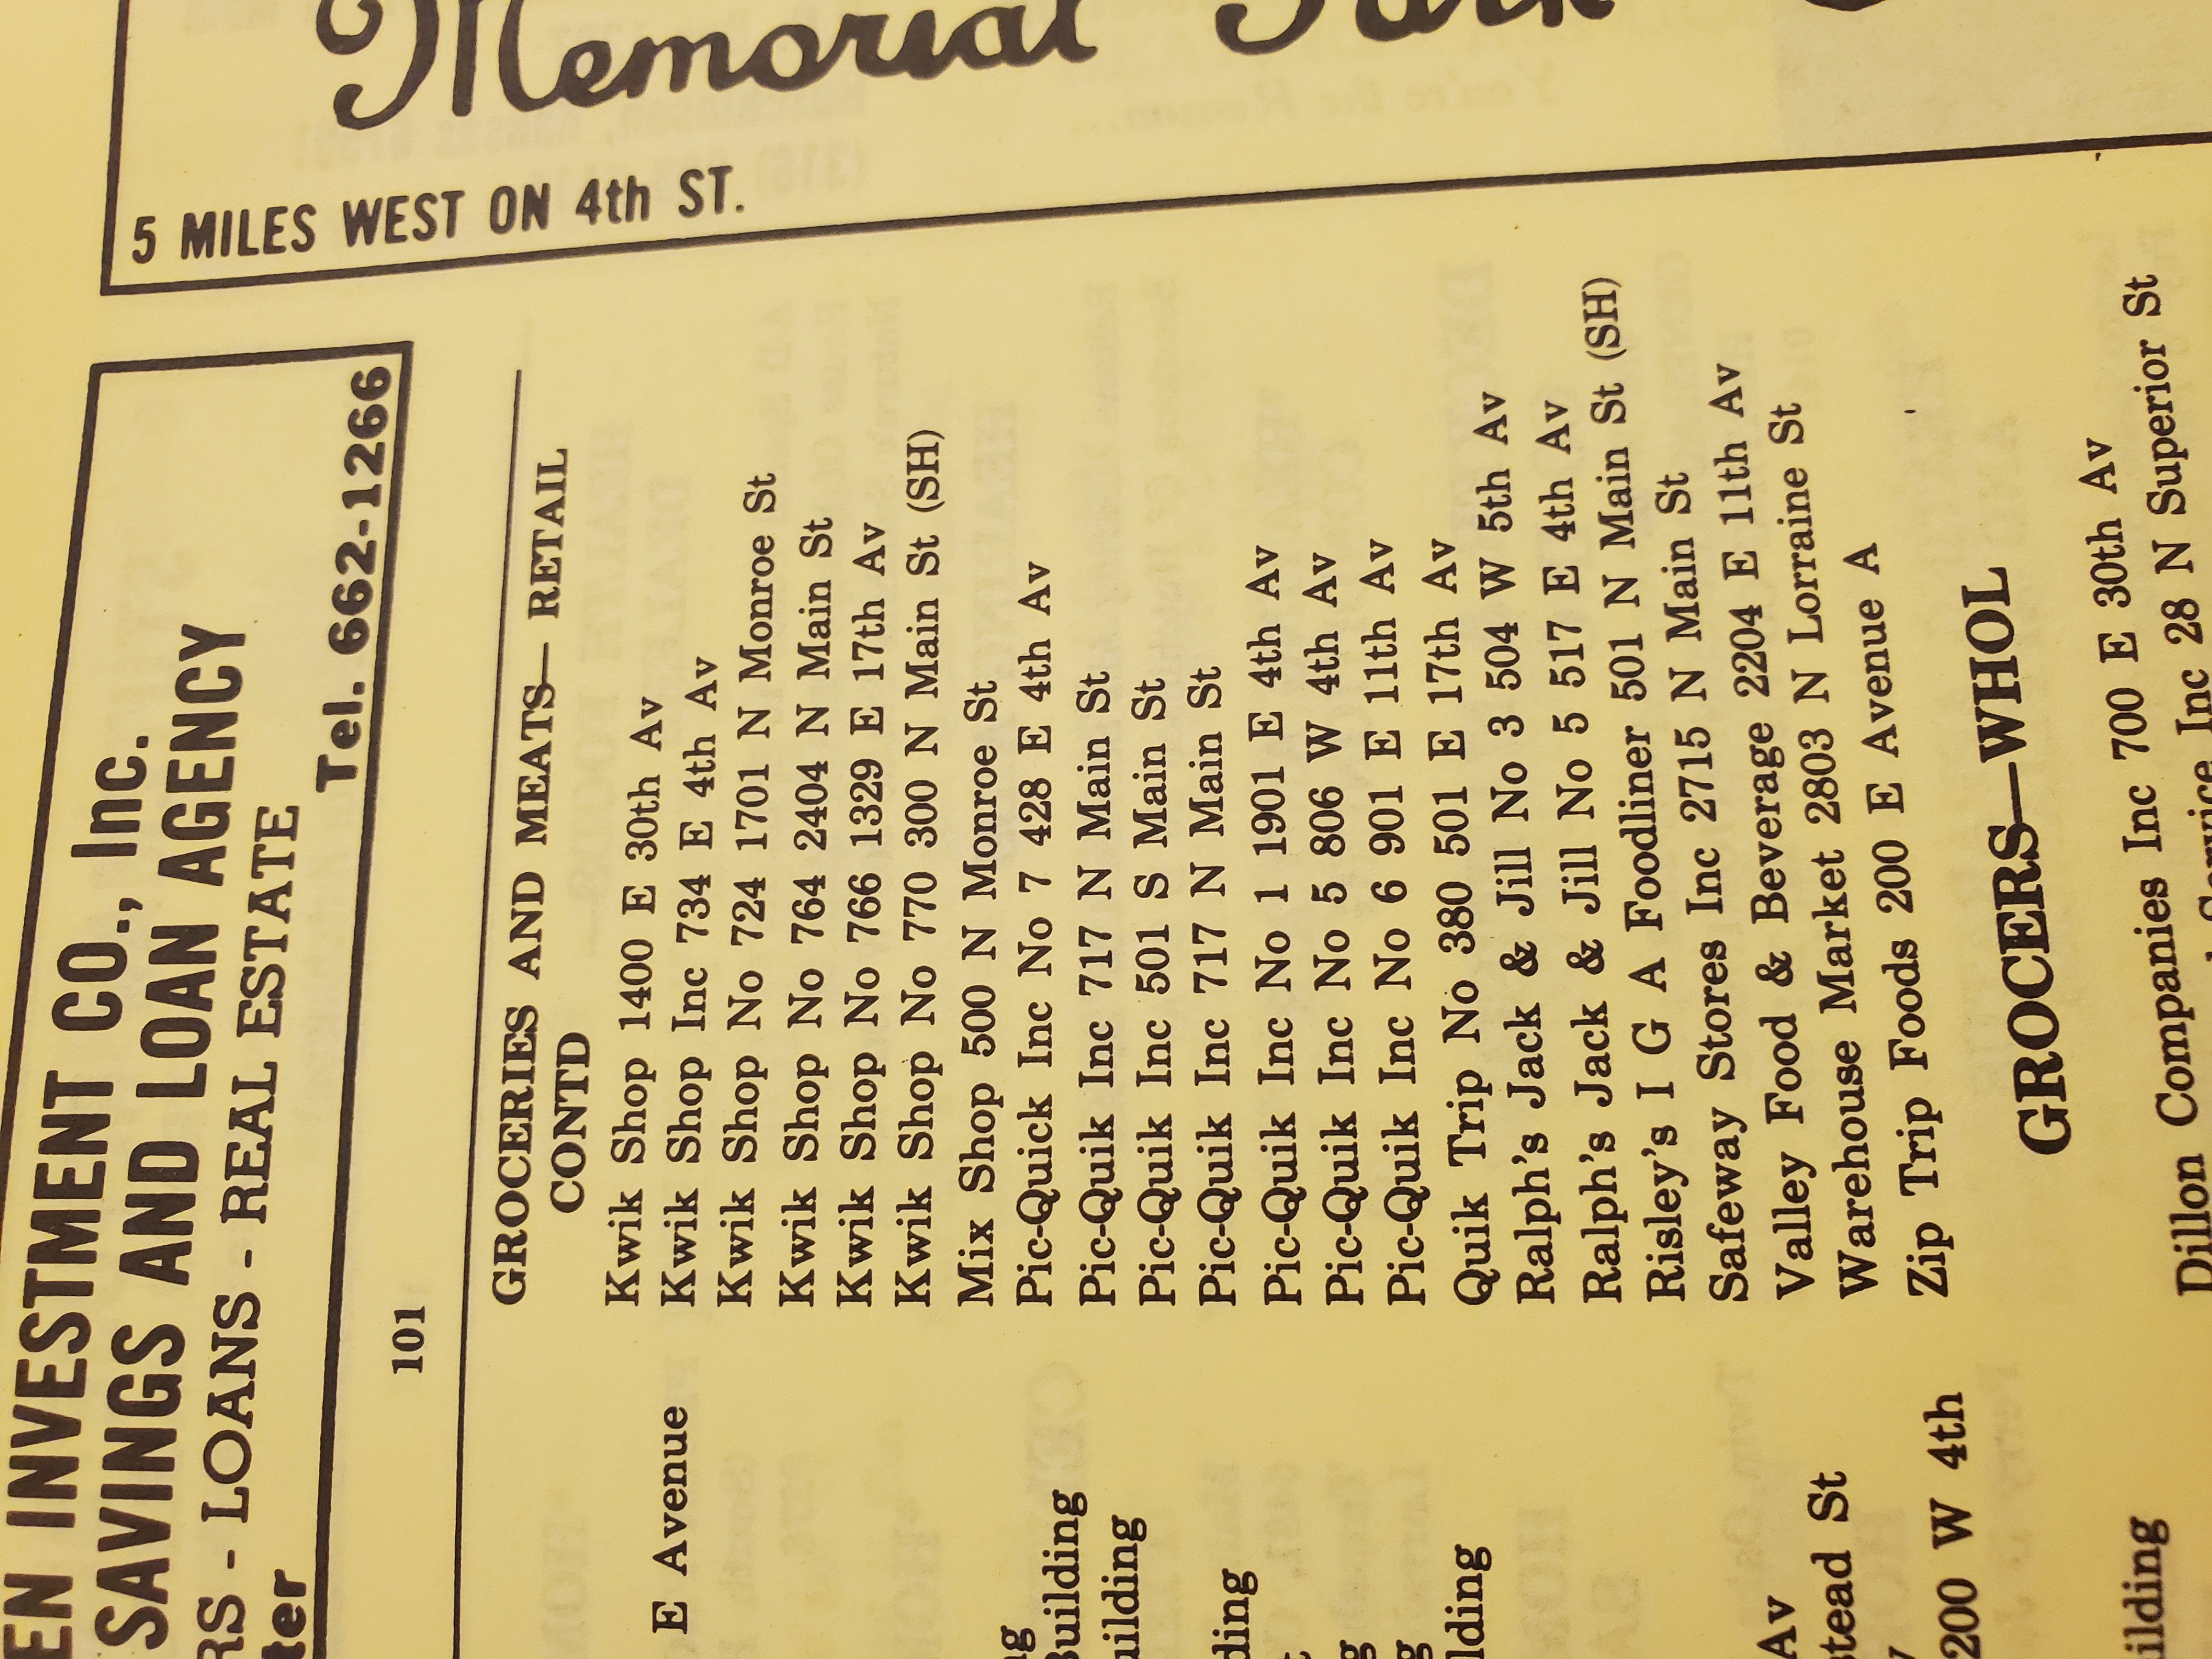 Memorial Park
5 MILES WEST ON 4th ST.
EN INVESTMENT CO., Inc.
SAVINGS AND LOAN AGENCY
RS - LOANS - REAL ESTATE
ter Tel. 662-1266
101
E Avenue
Building
uilding
ding
lding
Av
stead St
200 W 4th
ilding
GROCERIES AND MEATS— RETAIL
CONTD
Kwik Shop 1400 E 30th Av
Kwik Shop Inc 734 E 4th Av
Kwik Shop No 724 1701 N Monroe St
Kwik Shop No 764 2404 N Main St
Kwik Shop No 766 1329 E 17th Av
Kwik Shop No 770 300 N Main St (SH)
Mix Shop 500 N Monroe St
Pic-Quick Inc No 7 428 E 4th Av
Pic-Quik Inc 717 N Main St
Pic-Quik Inc 501 S Main St
Pic-Quik Inc 717 N Main St
Pic-Quik Inc No 1 1901 E 4th Av
Pic-Quik Inc No 5 806 W 4th Av
Pic-Quik Inc No 6 901 E 11th Av
Quik Trip No 380 501 E 17th Av
Ralph's Jack & Jill No 3 504 W 5th Av
Ralph's Jack & Jill No 5 517 E 4th Av
Risley's I G A Foodliner 501 N Main St (SH)
Safeway Stores Inc 2715 N Main St
Valley Food & Beverage 2204 E 11th Av
Warehouse Market 2803 N Lorraine St
Zip Trip Foods 200 E Avenue A
GROCERS—WHOL
Dillon Companies Inc 700 E 30th Av
Service Inc 28 N Superior St